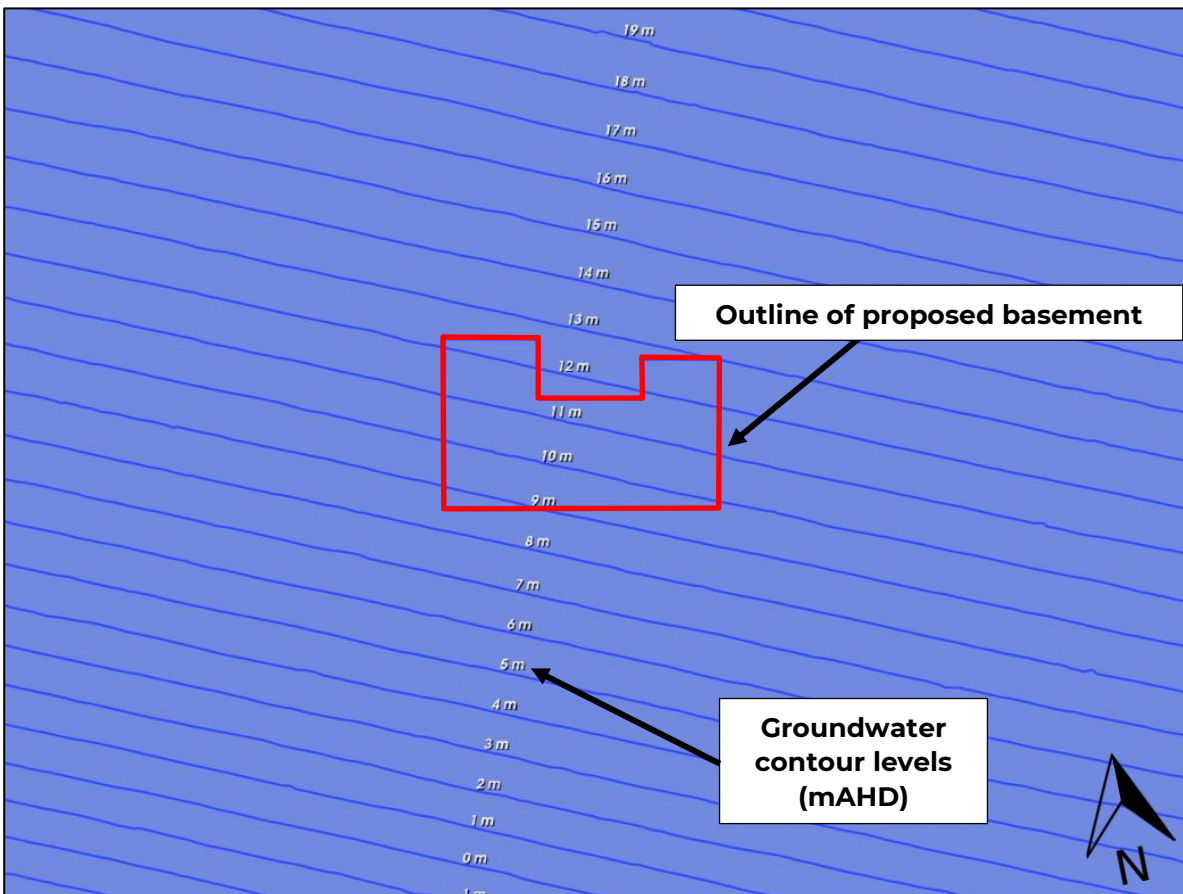 19 m
18 m
17 m
16 m
15 m
14 m
13 m
Outline of proposed basement
12 m
11 m
10 m
9 m
8 m
7 m
6 m
5 m
4 m
Groundwater
contour levels
(mAHD)
3 m
2 m
1 m
0 m
N